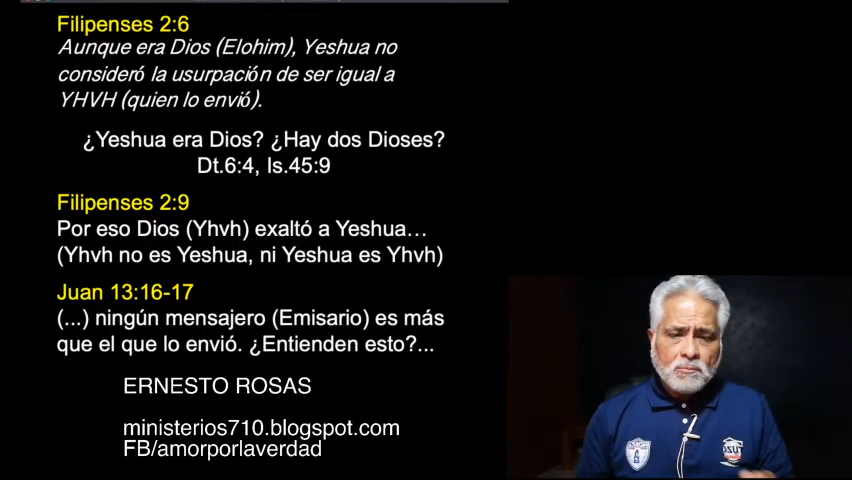 Filipenses 2:6
Aunque era Dios (Elohim), Yeshua no
consideró la usurpación de ser igual a
YHVH (quien lo envió).
¿Yeshua era Dios? ¿Hay dos Dioses?
Dt.6:4, Is.45:9
Filipenses 2:9
Por eso Dios (Yhvh) exaltó a Yeshua…
(Yhvh no es Yeshua, ni Yeshua es Yhvh)
Juan 13:16-17
(...) ningún mensajero (Emisario) es más
que el que lo envió. ¿Entienden esto?...
ERNESTO ROSAS
ministerios710.blogspot.com
FB/amorporlaverdad